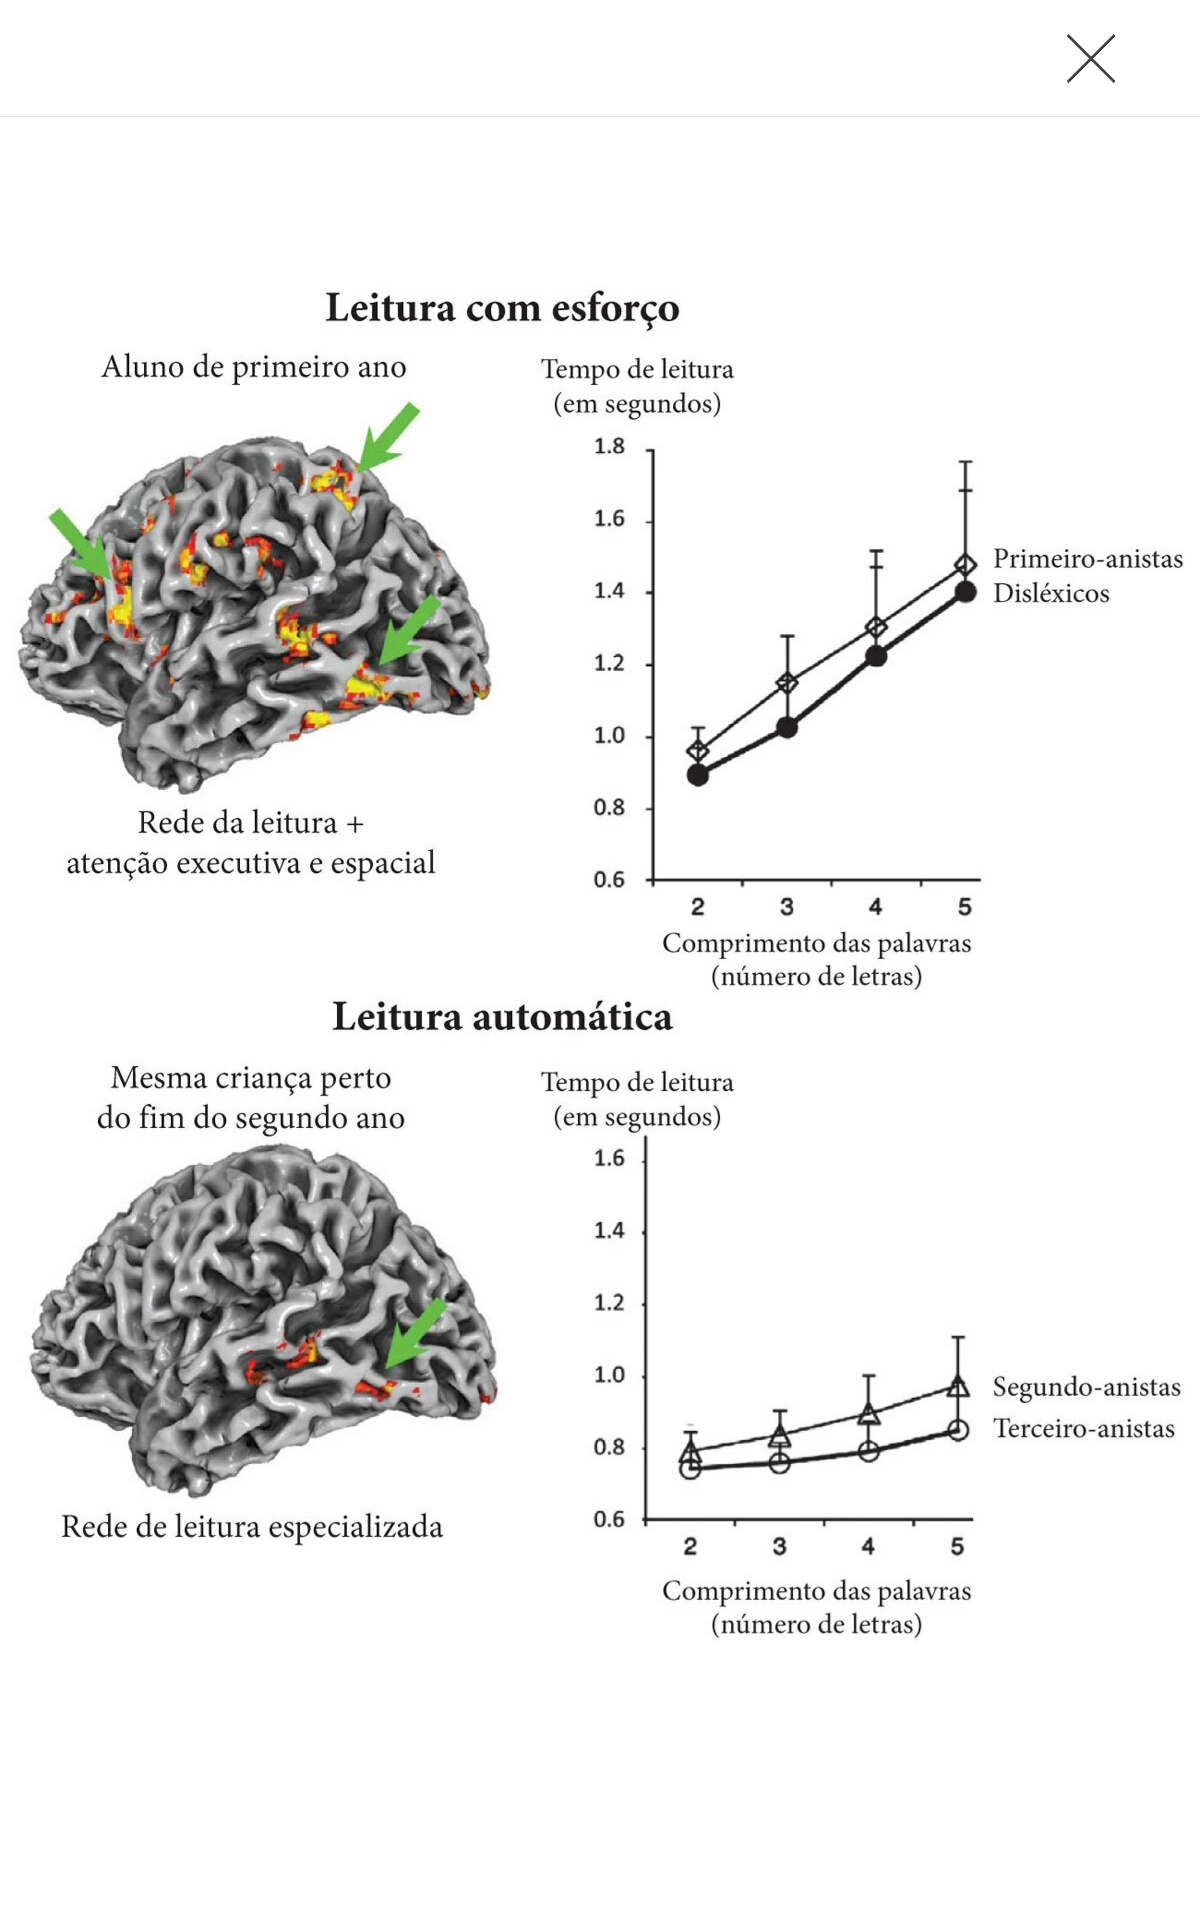 Leitura com esforço
Aluno de primeiro ano
Tempo de leitura
(em segundos)
1.8
1.6
1.4
1.2
1.0
0.8
0.6
Primeiro-anistas
Disléxicos
2 3 4 5
Comprimento das palavras
(número de letras)
Rede da leitura +
atenção executiva e espacial
Leitura automática
Mesma criança perto
do fim do segundo ano
Tempo de leitura
(em segundos)
1.6
1.4
1.2
1.0
0.8
0.6
Segundo-anistas
Terceiro-anistas
2 3 4 5
Comprimento das palavras
(número de letras)
Rede de leitura especializada